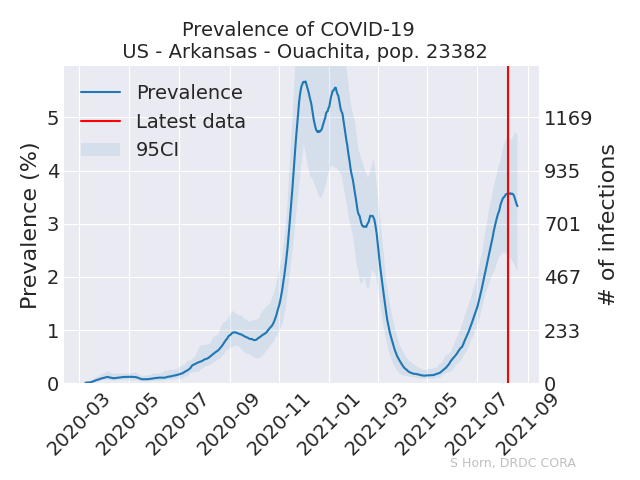 Prevalence of COVID-19
US - Arkansas - Ouachita, pop. 23382
Prevalence
Latest data
95CI
Prevalence (%)
5
4
3
2
1
0
1169
935
701
467
233
0
# of infections
2020-03
2020-05
2020-07
2020-09
2020-11
2021-01
2021-03
2021-05
2021-07
2021-09
S Horn, DRDC CORA